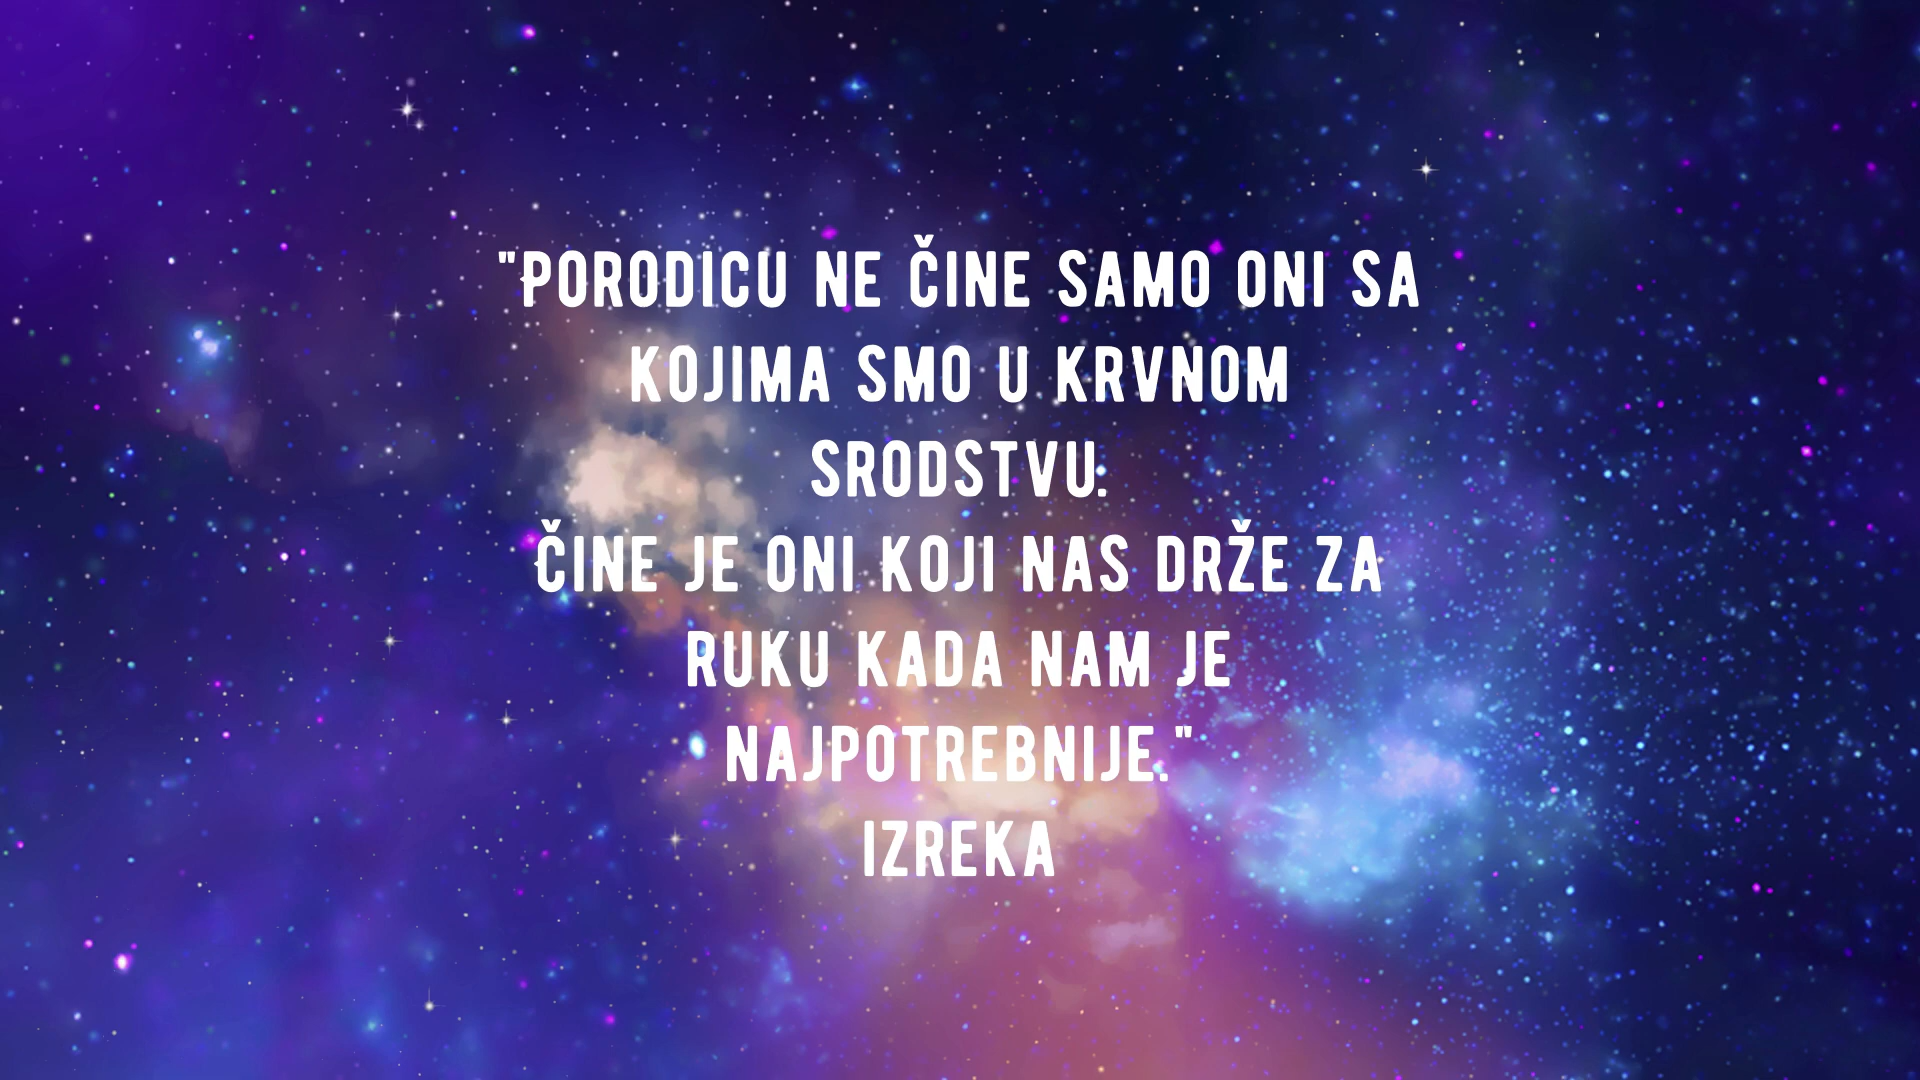 "PORODICU NE ČINE SAMO ONI SA
KOJIMA SMO U KRVNOM
SRODSTVU.
ČINE JE ONI KOJI NAS DRŽE ZA
RUKU KADA NAM JE
NAJPOTREBNIJE."
IZREKA